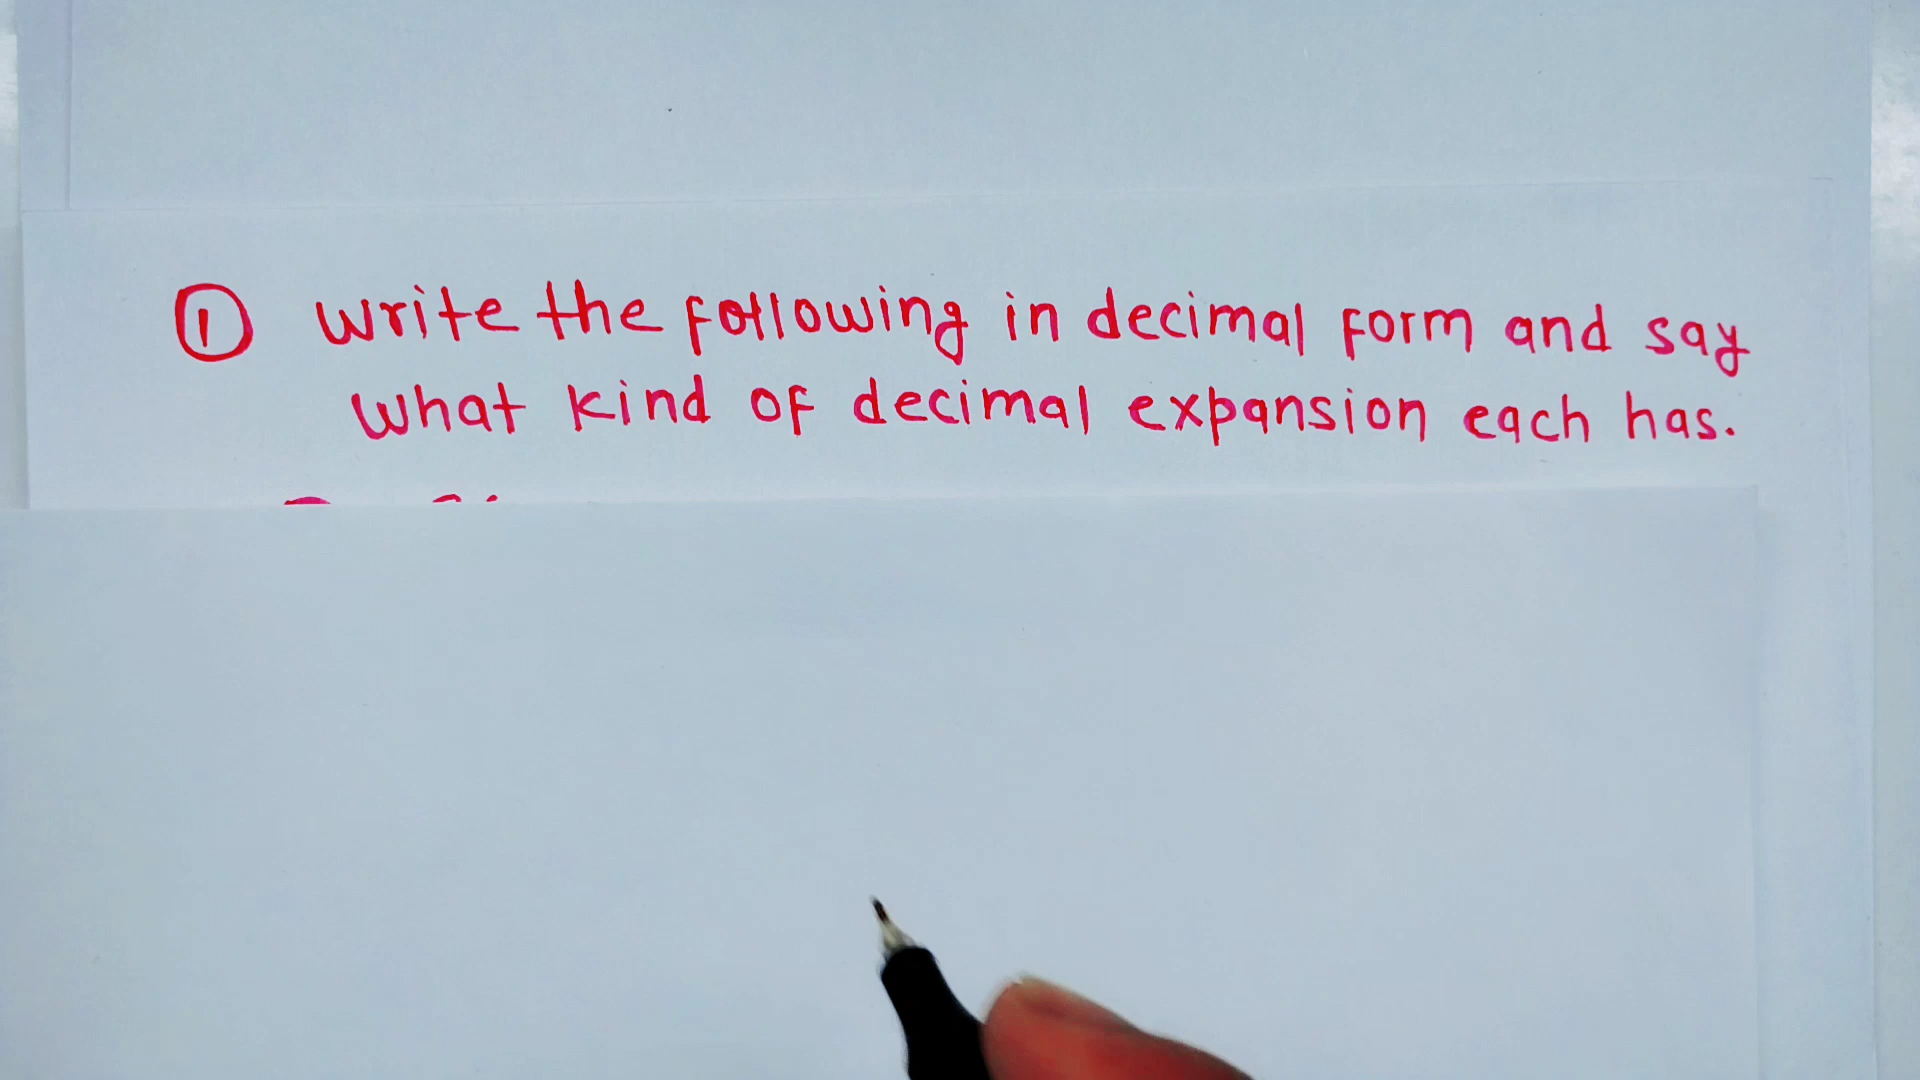 ① Write the following in decimal form and say
what kind of decimal expansion each has.